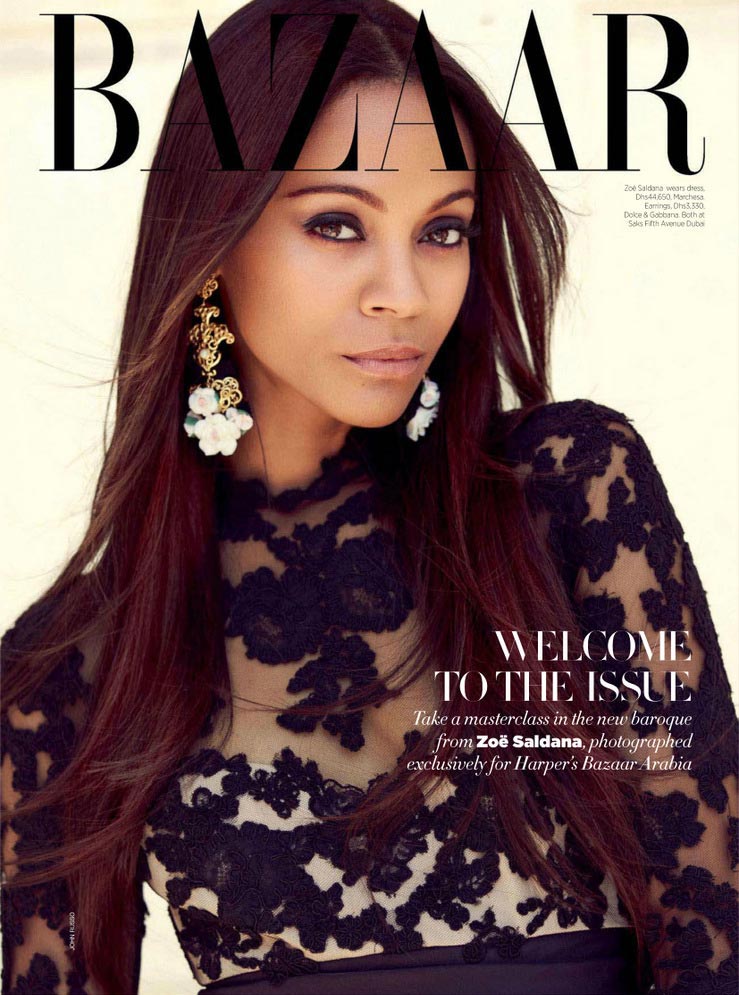 BAZAAR
Zoë Saldana wears dress,
Dhs44,650, Marchesa.
Earrings, Dhs3,330,
Dolce & Gabbana. Both at
Saks Fifth Avenue Dubai
WELCOME
TO THE ISSUE
Take a masterclass in the new baroque
from Zoë Saldana, photographed
exclusively for Harper's Bazaar Arabia
JOHN RUSSO